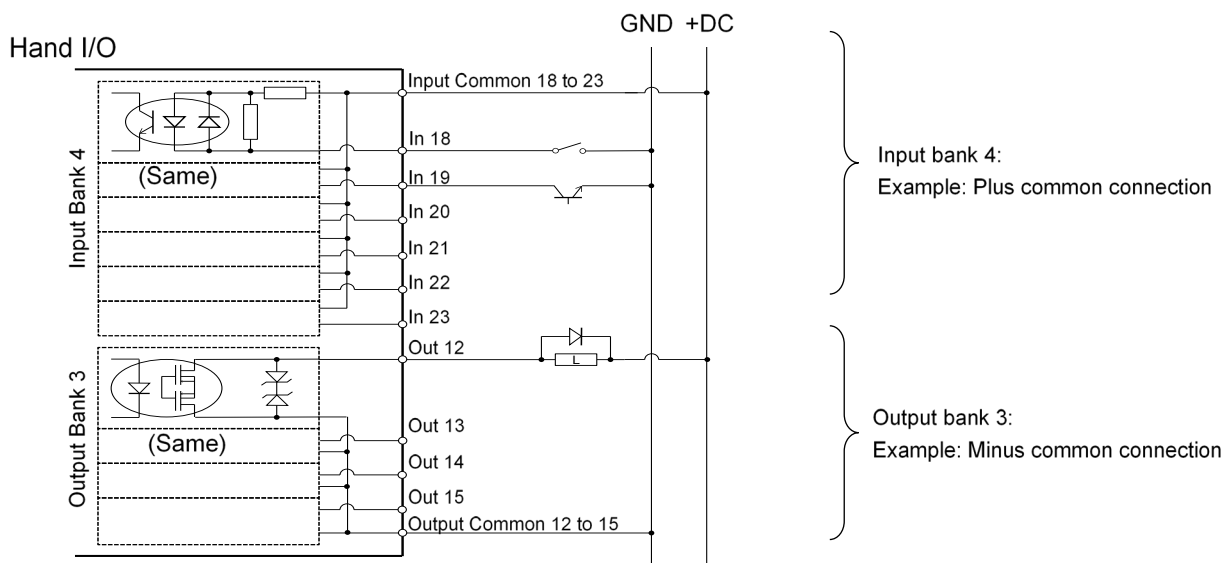 GND +DC
Hand I/O
Input Common 18 to 23
In 18
(Same)
In 19
In 20
In 21
In 22
In 23
Input Bank 4
Input bank 4:
Example: Plus common connection
Out 12
L
(Same)
Out 13
Out 14
Out 15
Output Common 12 to 15
Output Bank 3
Output bank 3:
Example: Minus common connection